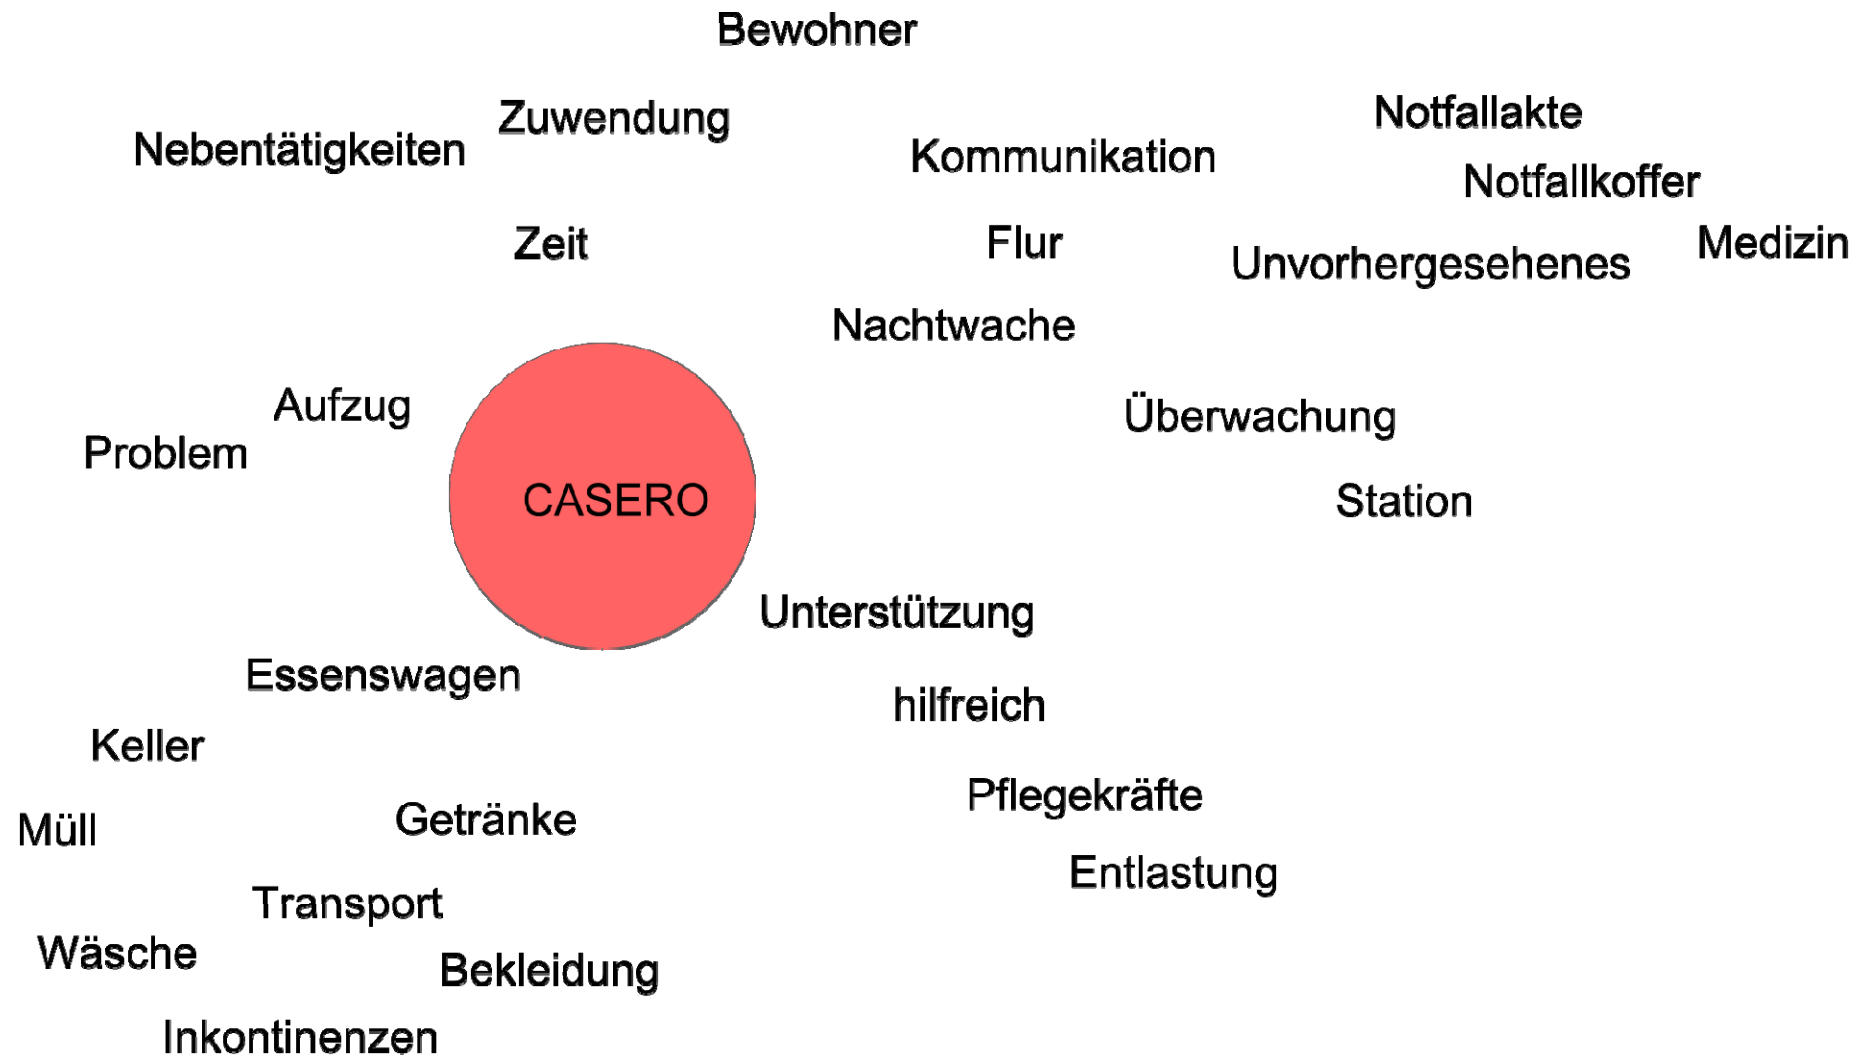 Bewohner
Zuwendung
Notfallakte
Nebentätigkeiten
Kommunikation
Notfallkoffer
Zeit
Flur
Unvorhergesehenes
Medizin
Nachtwache
Aufzug
Überwachung
Problem
CASERO
Station
Unterstützung
Essenswagen
hilfreich
Keller
Pflegekräfte
Getränke
Müll
Entlastung
Transport
Wäsche
Bekleidung
Inkontinenzen